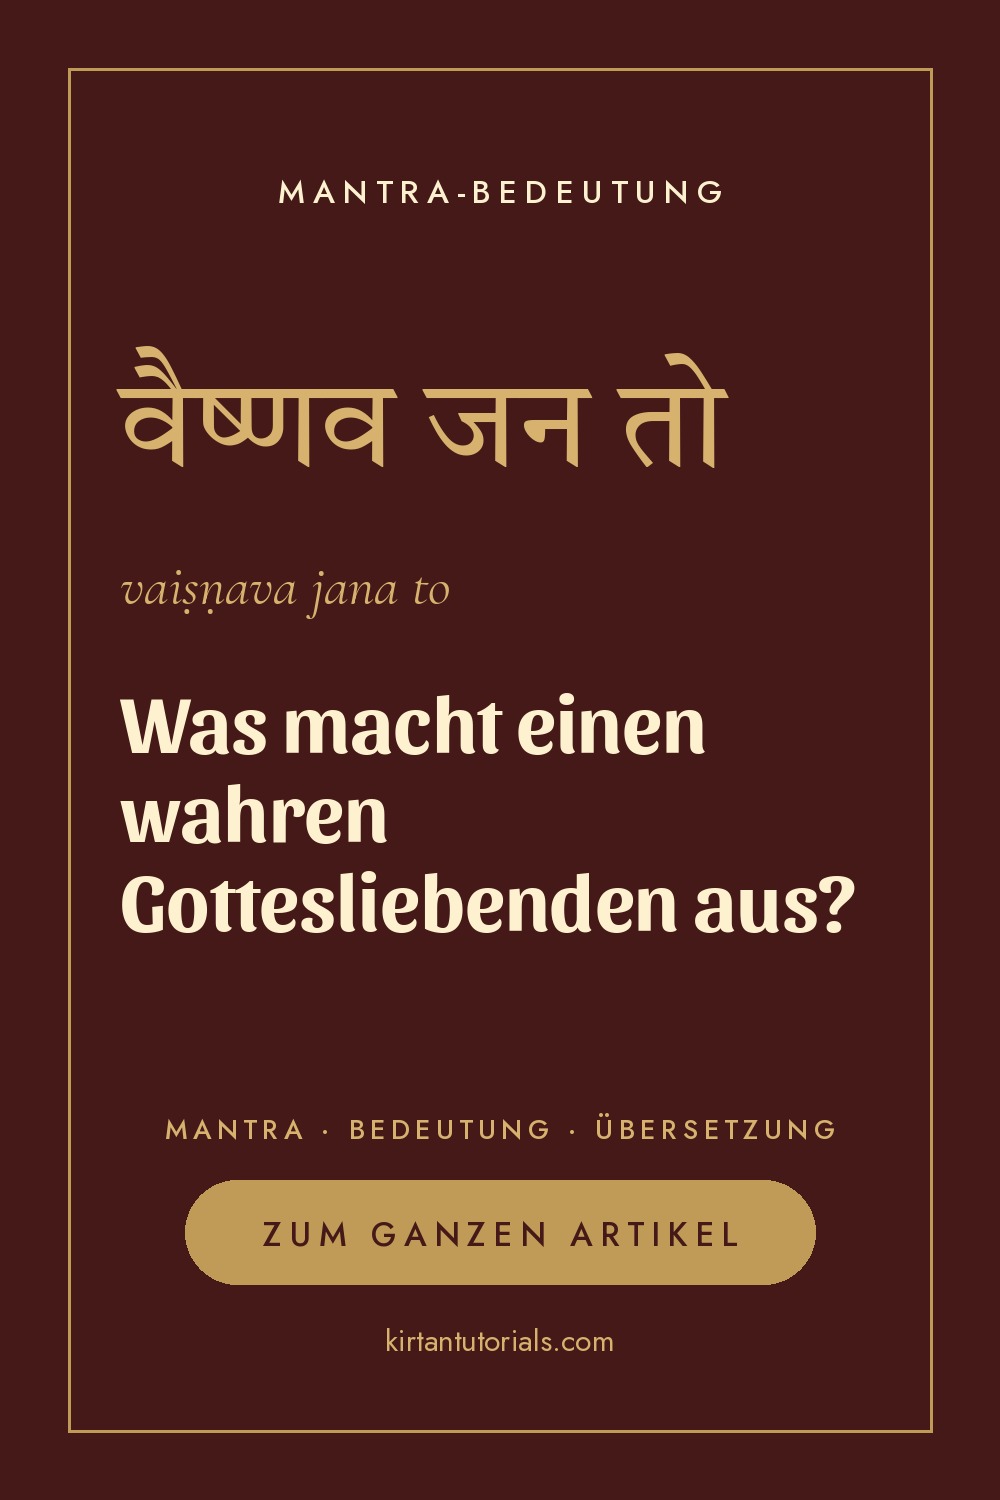 MANTRA-BEDEUTUNG
वैष्णव जन तो
vaiṣṇava jana to
Was macht einen
wahren
Gottesliebenden aus?
MANTRA · BEDEUTUNG · ÜBERSETZUNG
ZUM GANZEN ARTIKEL
kirtantutorials.com